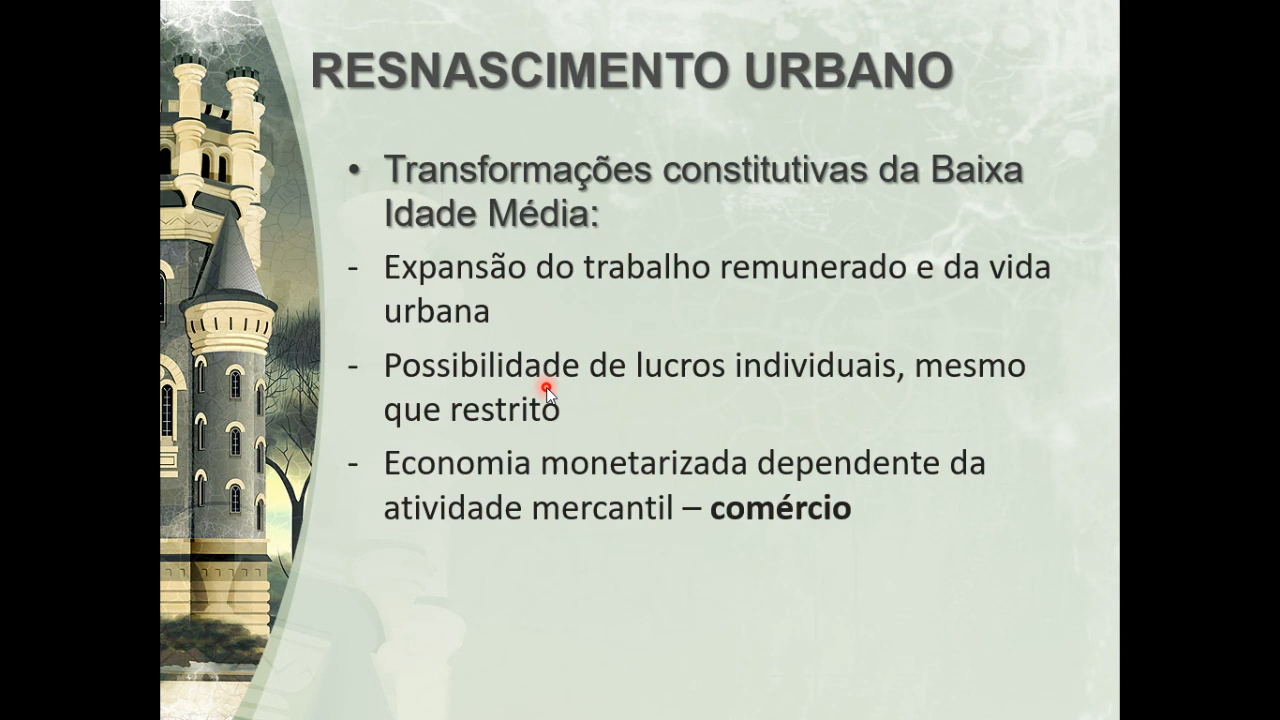 RESNASCIMENTO URBANO
• Transformações constitutivas da Baixa
Idade Média:
- Expansão do trabalho remunerado e da vida
urbana
- Possibilidade de lucros individuais, mesmo
que restrito
- Economia monetarizada dependente da
atividade mercantil – comércio